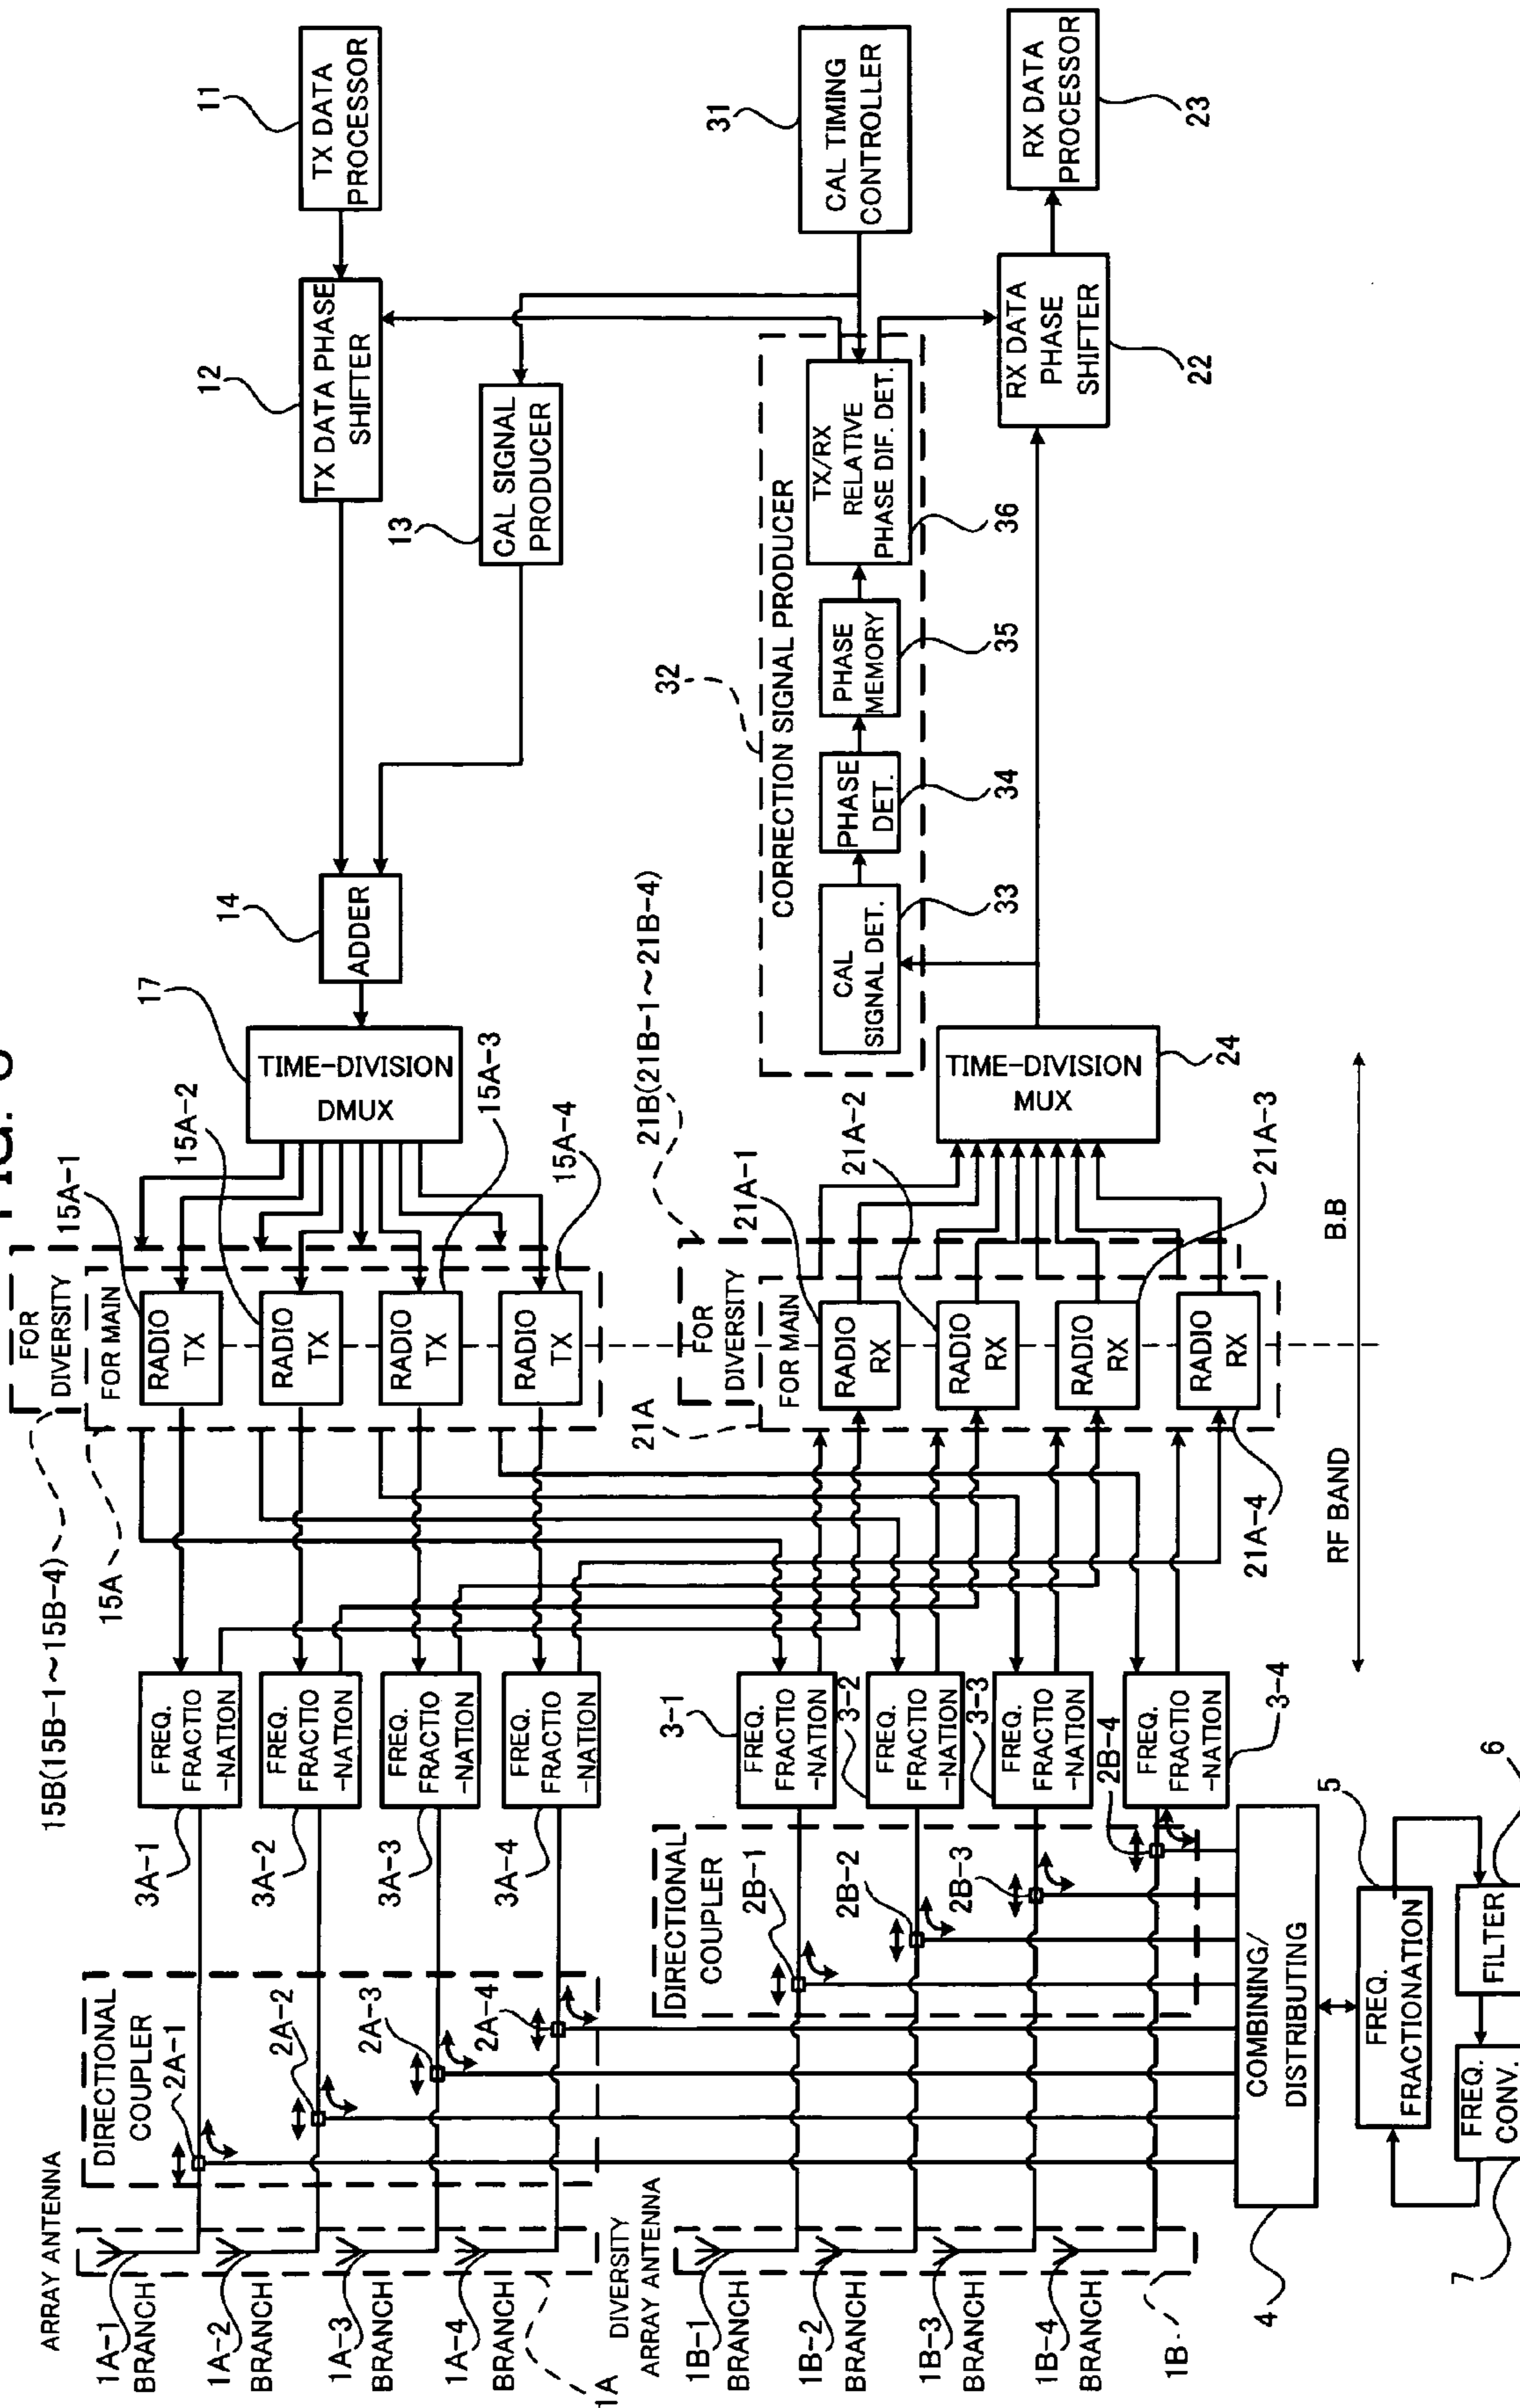 FIG.
ARRAY ANTENNA
1A-1
BRANCH
1A-2
BRANCH
1A-3
BRANCH
1A-4
BRANCH
1A
DIVERSITY
ARRAY ANTENNA
1B-1
BRANCH
1B-2
BRANCH
1B-3
BRANCH
1B-4
BRANCH
1B
DIRECTIONAL
COUPLER
2A-1
2A-2
2A-3
2A-4
DIRECTIONAL
COUPLER
2B-1
2B-2
2B-3
2B-4
COMBINING/
DISTRIBUTING
4
FREQ.
FRACTIONATION
5
FILTER
6
FREQ.
CONV.
7
FREQ.
FRACTIO
-NATION
3A-1
FREQ.
FRACTIO
-NATION
3A-2
FREQ.
FRACTIO
-NATION
3A-3
FREQ.
FRACTIO
-NATION
3A-4
FREQ.
FRACTIO
-NATION
3-1
FREQ.
FRACTIO
-NATION
3-2
FREQ.
FRACTIO
-NATION
3-3
FREQ.
FRACTIO
-NATION
3-4
15B(15B-1~15B-4)
15A
FOR
DIVERSITY
FOR MAIN
RADIO
TX
15A-1
RADIO
TX
15A-2
RADIO
TX
15A-3
RADIO
TX
15A-4
21B(21B-1~21B-4)
21A
FOR
DIVERSITY
FOR MAIN
RADIO
RX
21A-1
RADIO
RX
21A-2
RADIO
RX
21A-3
RADIO
RX
21A-4
RF BAND
B.B
TIME-DIVISION
DMUX
17
ADDER
14
TX DATA PHASE
SHIFTER
12
TX DATA
PROCESSOR
11
CAL SIGNAL
PRODUCER
13
TIME-DIVISION
MUX
24
CORRECTION SIGNAL PRODUCER
32
CAL
SIGNAL DET.
33
PHASE
DET.
34
PHASE
MEMORY
35
TX/RX
RELATIVE
PHASE DIF. DET.
36
CAL TIMING
CONTROLLER
31
RX DATA
PHASE
SHIFTER
22
RX DATA
PROCESSOR
23